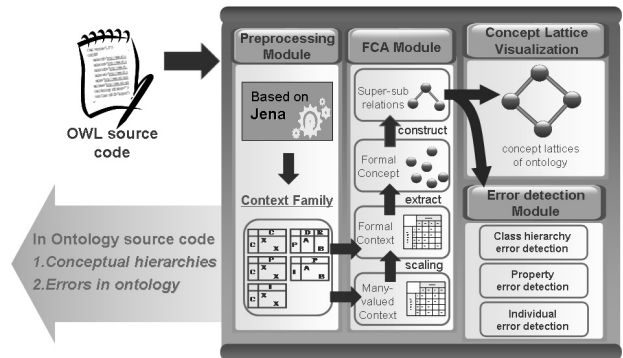 OWL source
code
Preprocessing
Module
Based on
Jena
Context Family
FCA Module
Super-sub
relations
construct
Formal
Concept
extract
Formal
Context
scaling
Many-
valued
Context
Concept Lattice
Visualization
concept lattices
of ontology
Error detection
Module
Class hierarchy
error detection
Property
error detection
Individual
error detection
In Ontology source code
1.Conceptual hierarchies
2.Errors in ontology